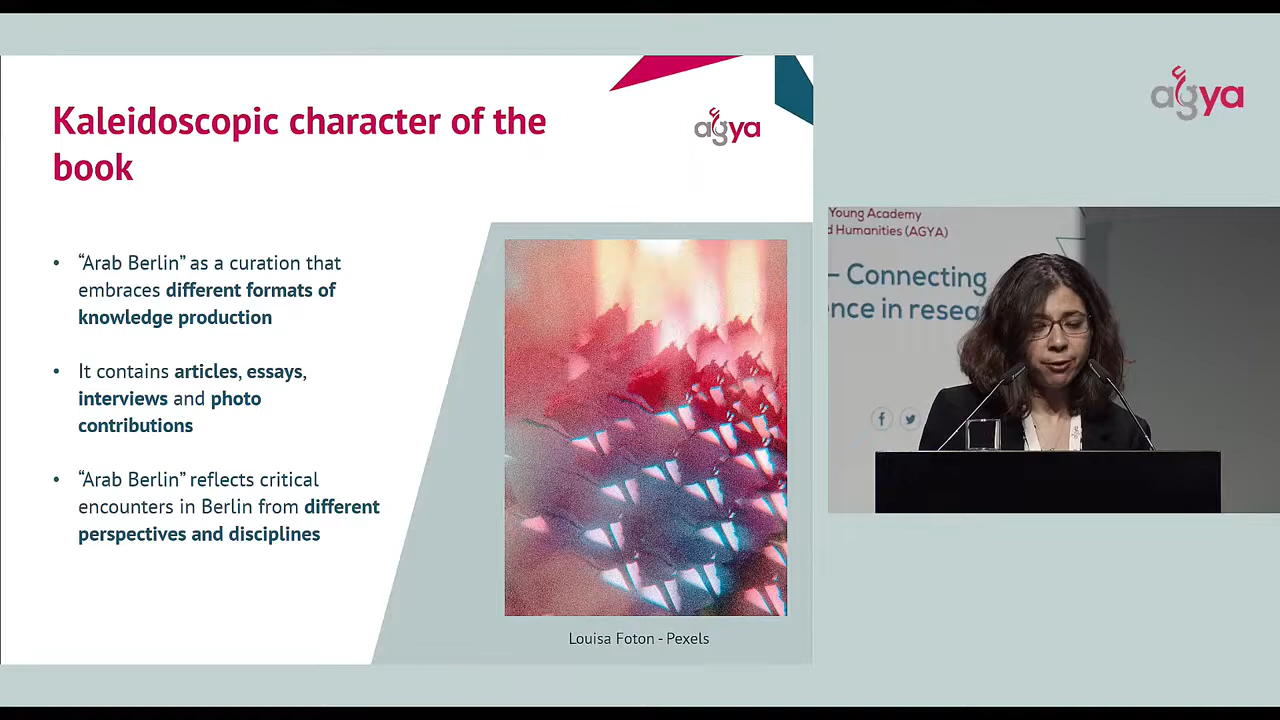 Kaleidoscopic character of the
book
agya
• “Arab Berlin” as a curation that
embraces different formats of
knowledge production
• It contains articles, essays,
interviews and photo
contributions
• “Arab Berlin” reflects critical
encounters in Berlin from different
perspectives and disciplines
Louisa Foton - Pexels
agya
Young Academy
d Humanities (AGYA)
– Connecting
ence in resea
agya